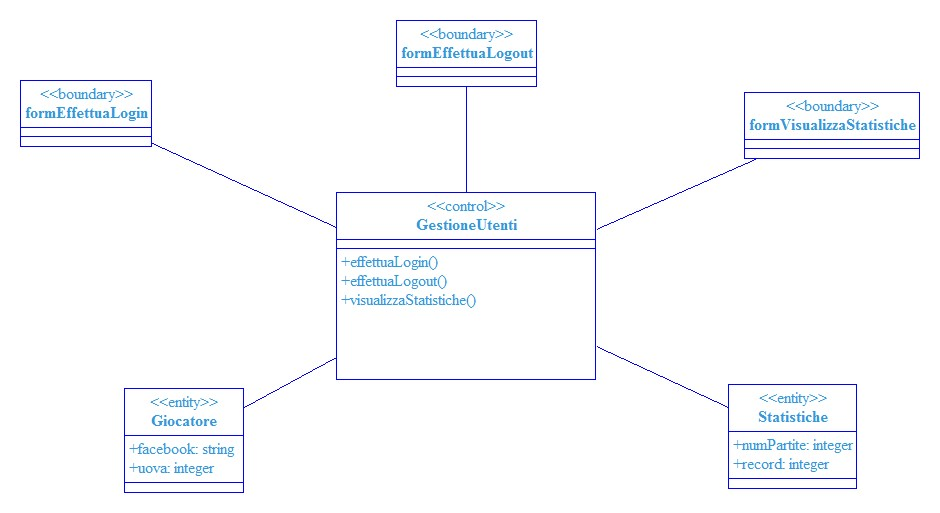 <<boundary>>
formEffettuaLogout
<<boundary>>
formEffettuaLogin
<<boundary>>
formVisualizzaStatistiche
<<control>>
GestioneUtenti
+effettuaLogin()
+effettuaLogout()
+visualizzaStatistiche()
<<entity>>
Giocatore
+facebook: string
+uova: integer
<<entity>>
Statistiche
+numPartite: integer
+record: integer